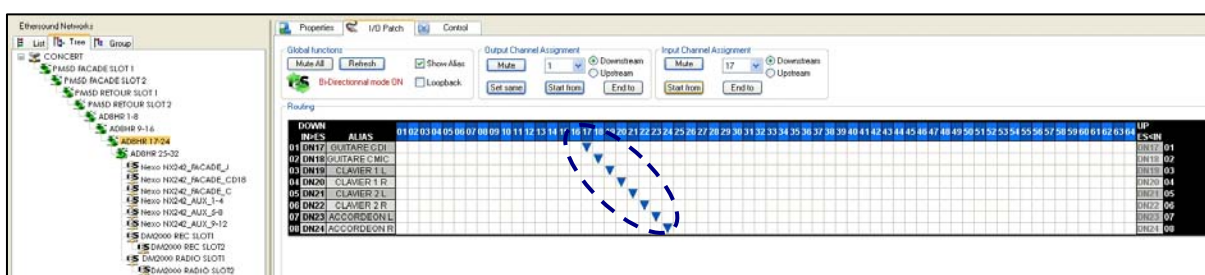 Ethersound Networks
List Tree Group
CONCERT
PM5D FACADE SLOT 1
PM5D FACADE SLOT 2
PM5D RETOUR SLOT 1
PM5D RETOUR SLOT 2
AD8HR 1-8
AD8HR 9-16
AD8HR 17-24
AD8HR 25-32
Nexo NX242_FACADE_J
Nexo NX242_FACADE_CD18
Nexo NX242_FACADE_C
Nexo NX242_AUX_1-4
Nexo NX242_AUX_5-8
Nexo NX242_AUX_9-12
DM2000 REC SLOT1
DM2000 REC SLOT2
DM2000 RADIO SLOT1
DM2000 RADIO SLOT2
Properties I/O Patch Control
Global functions
Mute All Refresh Show Alias
ES Bi-Directionnal mode ON Loopback
Output Channel Assignment
Mute 1 Downstream
Upstream
Set same Start from End to
Input Channel Assignment
Mute 17 Downstream
Upstream
Start from End to
Routing
DOWN UP
IN>ES ALIAS 01 02 03 04 05 06 07 08 09 10 11 12 13 14 15 16 17 18 19 20 21 22 23 24 25 26 27 28 29 30 31 32 33 34 35 36 37 38 39 40 41 42 43 44 45 46 47 48 49 50 51 52 53 54 55 56 57 58 59 60 61 62 63 64 ES<IN
01 DN17 GUITARE C DI DN17 01
02 DN18 GUITARE C MIC DN18 02
03 DN19 CLAVIER 1 L DN19 03
04 DN20 CLAVIER 1 R DN20 04
05 DN21 CLAVIER 2 L DN21 05
06 DN22 CLAVIER 2 R DN22 06
07 DN23 ACCORDEON L DN23 07
08 DN24 ACCORDEON R DN24 08